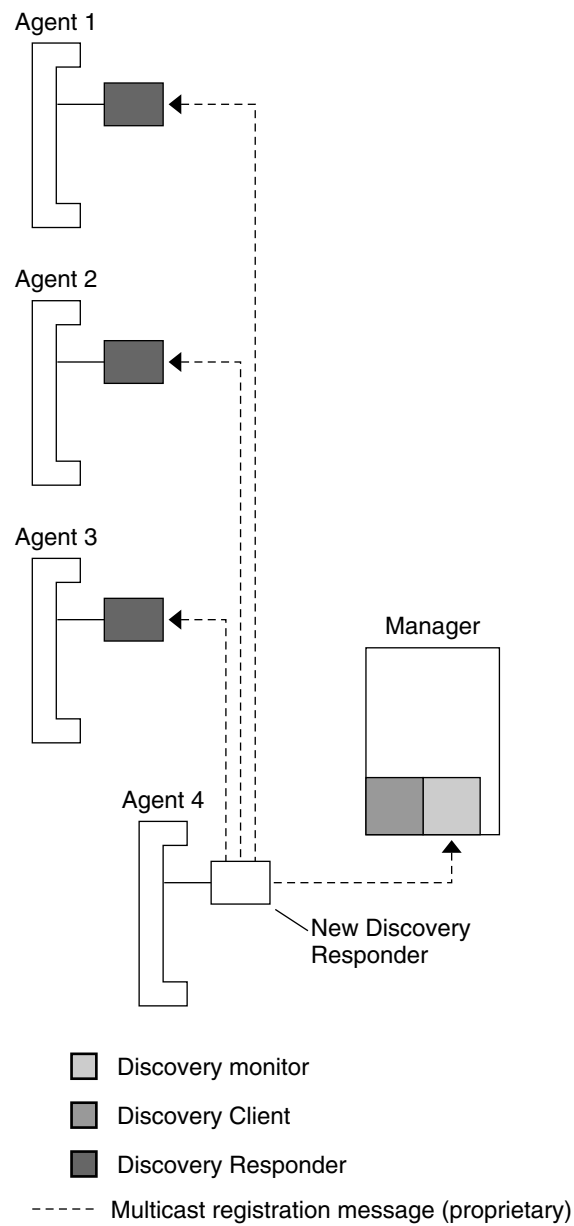 Agent 1
Agent 2
Agent 3
Manager
Agent 4
New Discovery
Responder
Discovery monitor
Discovery Client
Discovery Responder
Multicast registration message (proprietary)